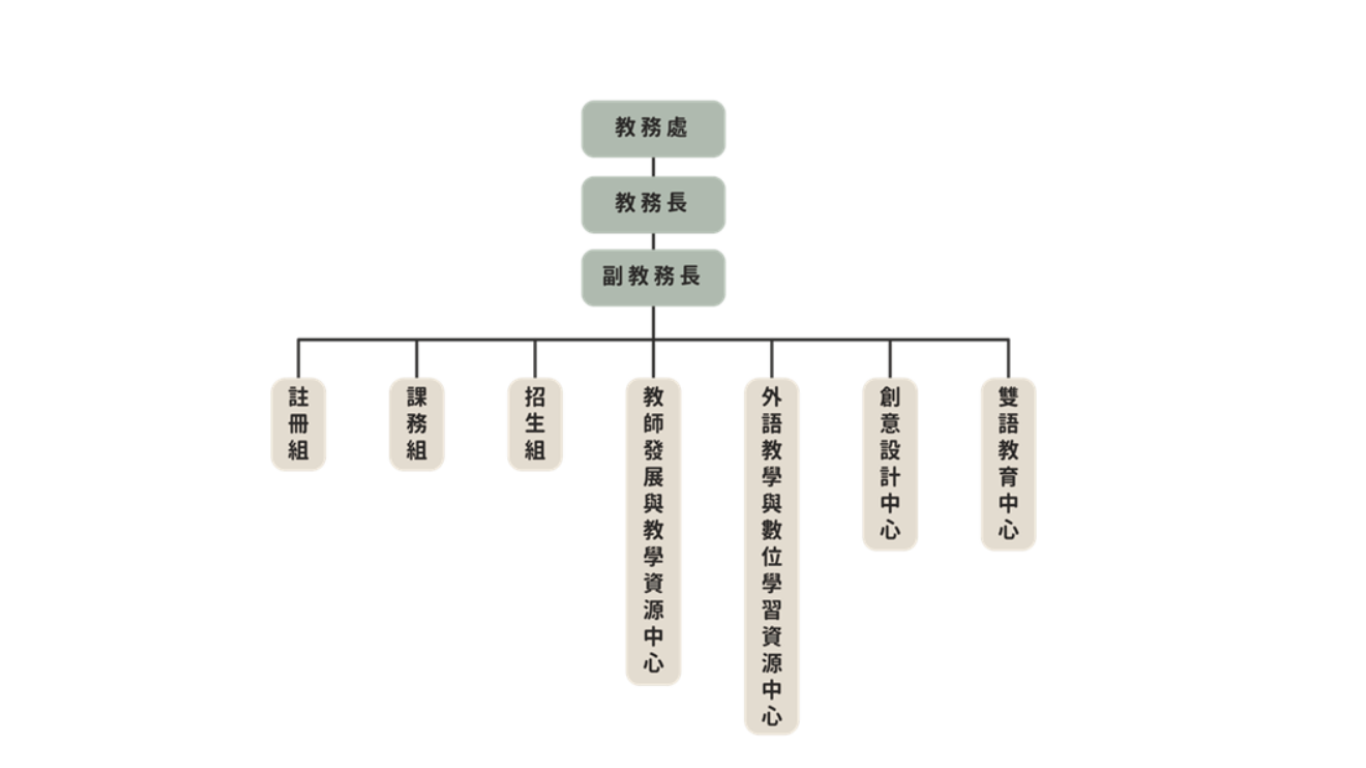 教務處
教務長
副教務長
註冊組
課務組
招生組
教師發展與教學資源中心
外語教學與數位學習資源中心
創意設計中心
雙語教育中心